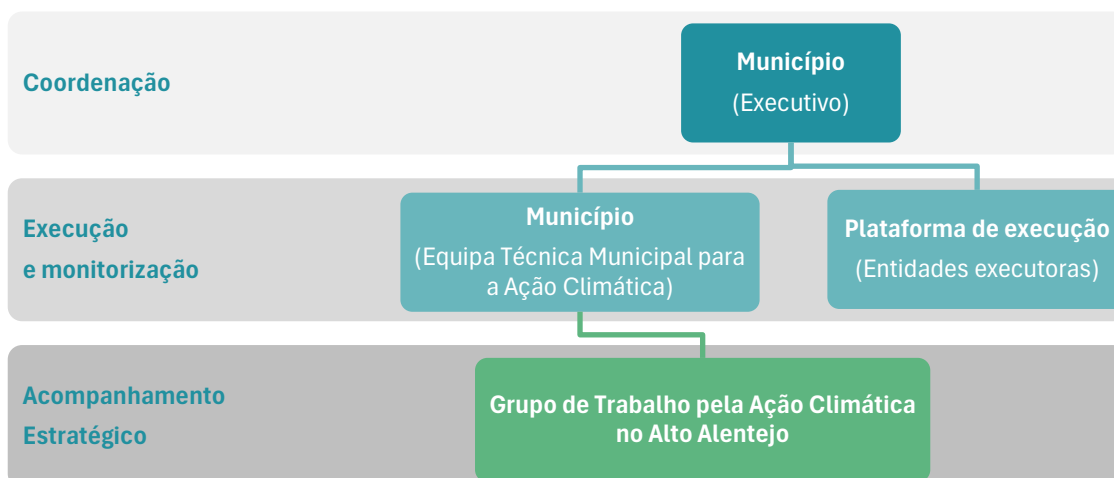 Coordenação
Município
(Executivo)
Execução
e monitorização
Município
(Equipa Técnica Municipal para
a Ação Climática)
Plataforma de execução
(Entidades executoras)
Acompanhamento
Estratégico
Grupo de Trabalho pela Ação Climática
no Alto Alentejo